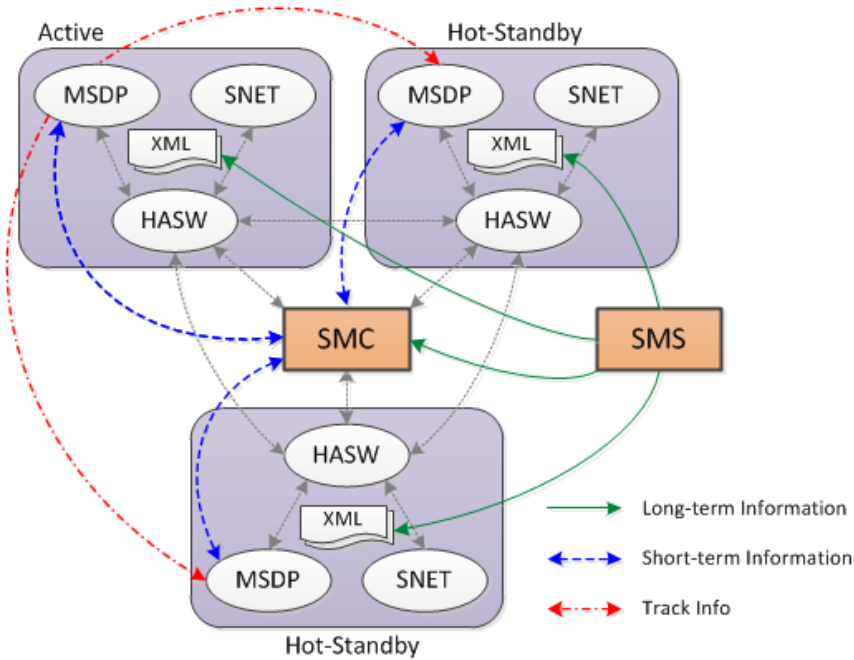 Active
Hot-Standby
MSDP
SNET
MSDP
SNET
XML
XML
HASW
HASW
SMC
SMS
HASW
XML
MSDP
SNET
Hot-Standby
Long-term Information
Short-term Information
Track Info